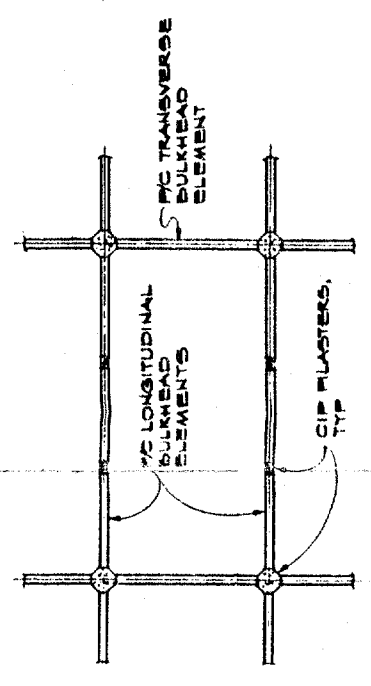 P/C TRANSVERSE
BULKHEAD
ELEMENT
P/C LONGITUDINAL
BULKHEAD
ELEMENTS
CIP PILASTERS,
TYP